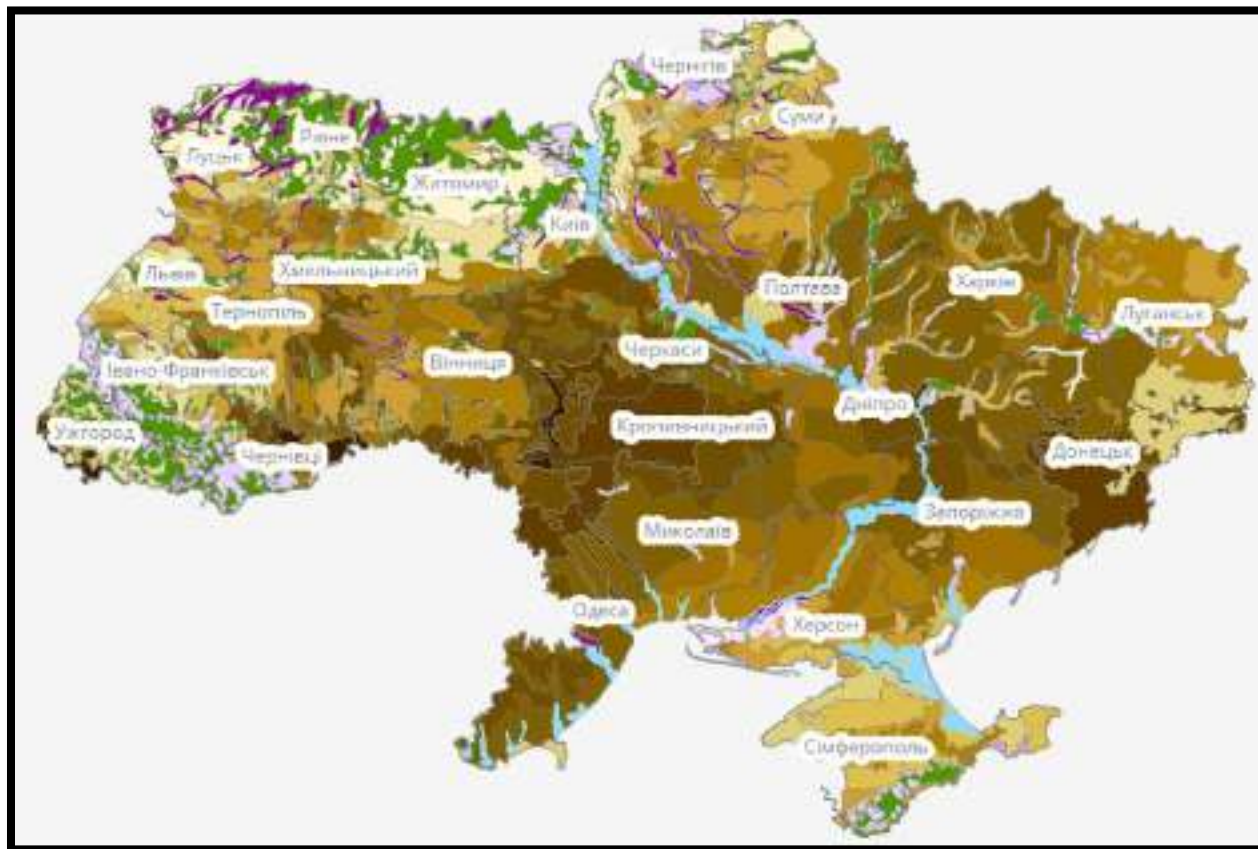 Чернігів
Суми
Рівне
Луцьк
Житомир
Київ
Львів
Хмельницький
Полтава
Харків
Тернопіль
Луганськ
Черкаси
Вінниця
Івано-Франківськ
Дніпро
Кропивницький
Ужгород
Чернівці
Донецьк
Запоріжжя
Миколаїв
Одеса
Херсон
Сімферополь